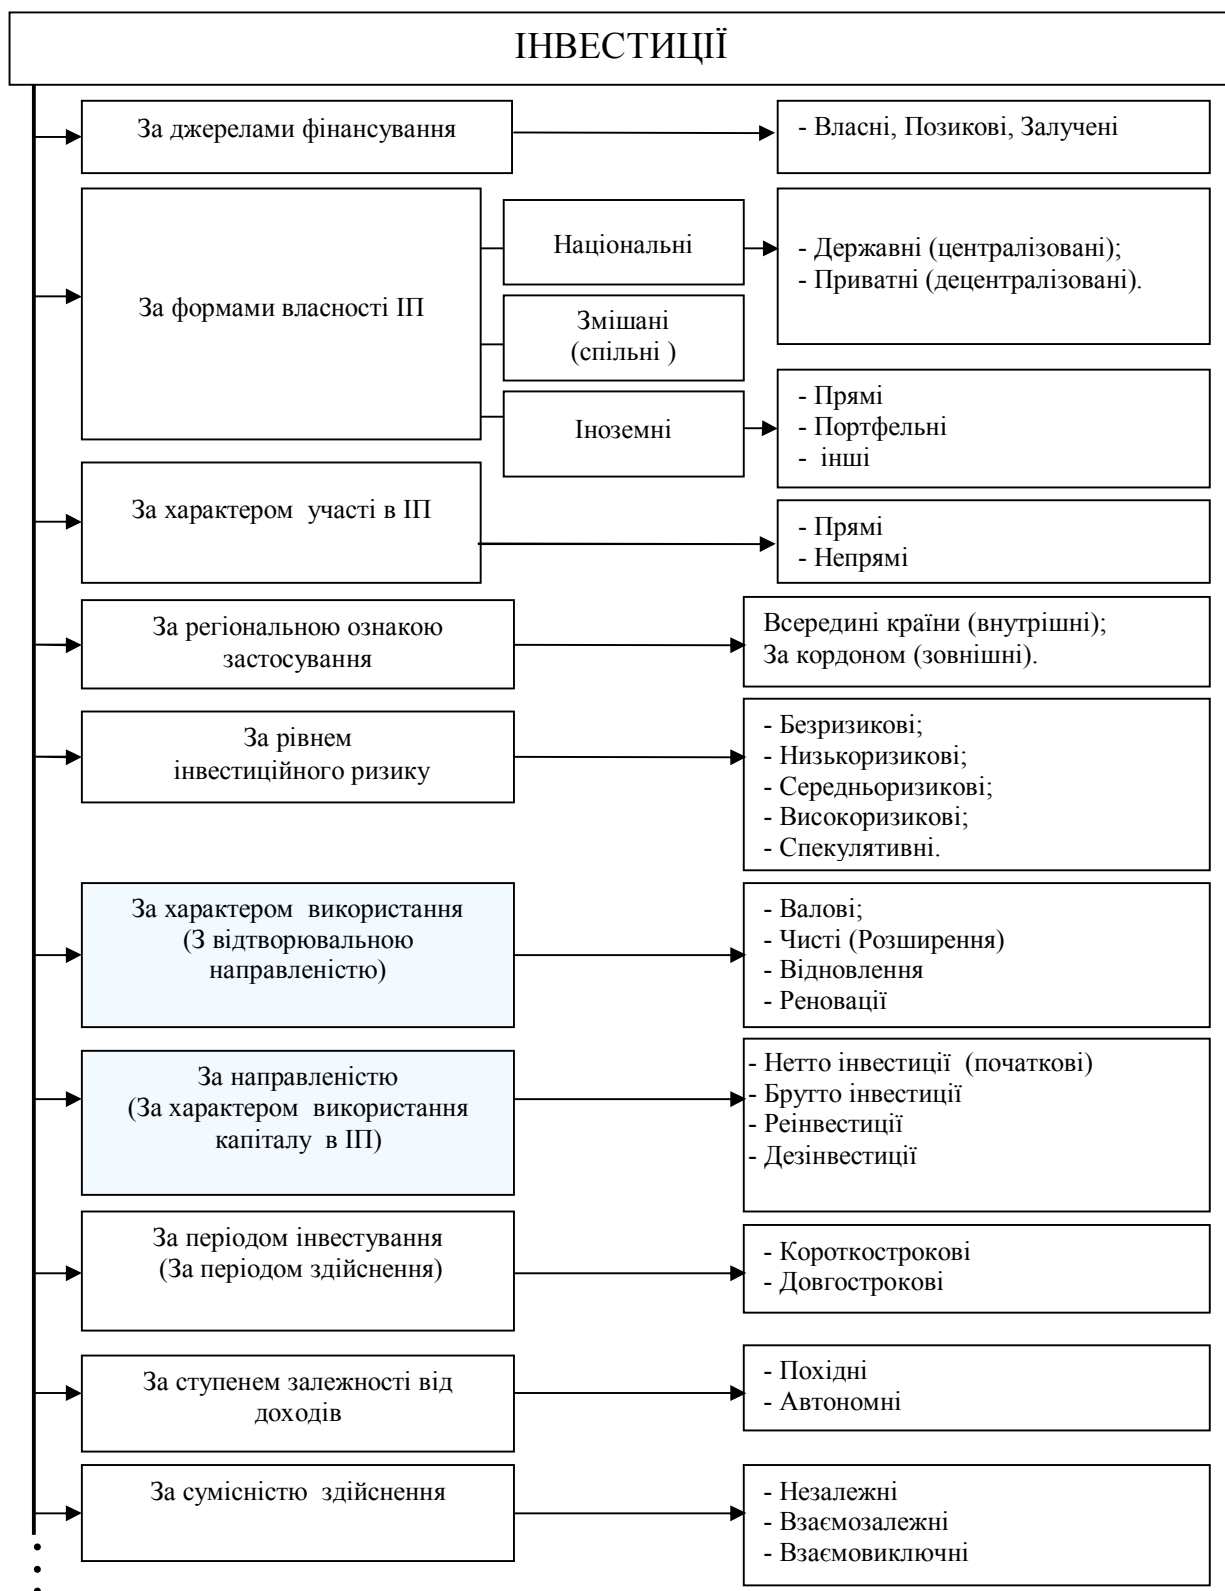 ІНВЕСТИЦІЇ
За джерелами фінансування
- Власні, Позикові, Залучені
За формами власності ІП
Національні
- Державні (централізовані);
- Приватні (децентралізовані).
Змішані
(спільні )
Іноземні
- Прямі
- Портфельні
- інші
За характером участі в ІП
- Прямі
- Непрямі
За регіональною ознакою
застосування
Всередині країни (внутрішні);
За кордоном (зовнішні).
За рівнем
інвестиційного ризику
- Безризикові;
- Низькоризикові;
- Середньоризикові;
- Високоризикові;
- Спекулятивні.
За характером використання
(З відтворювальною
направленістю)
- Валові;
- Чисті (Розширення)
- Відновлення
- Реновації
За направленістю
(За характером використання
капіталу в ІП)
- Нетто інвестиції (початкові)
- Брутто інвестиції
- Реінвестиції
- Дезінвестиції
За періодом інвестування
(За періодом здійснення)
- Короткострокові
- Довгострокові
За ступенем залежності від
доходів
- Похідні
- Автономні
За сумісністю здійснення
- Незалежні
- Взаємозалежні
- Взаємовиключні